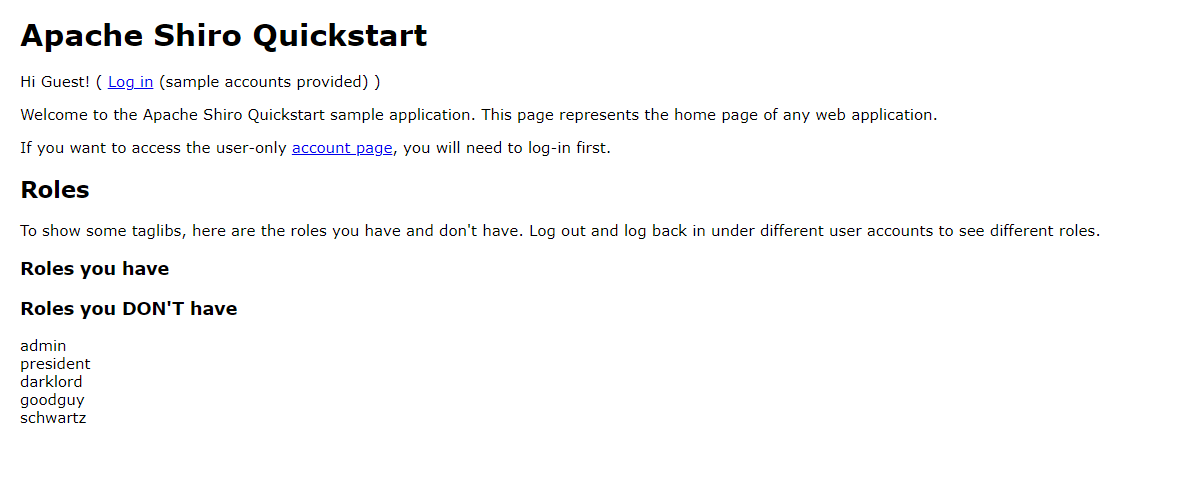 Apache Shiro Quickstart
Hi Guest! ( Log in (sample accounts provided) )
Welcome to the Apache Shiro Quickstart sample application. This page represents the home page of any web application.
If you want to access the user-only account page, you will need to log-in first.
Roles
To show some taglibs, here are the roles you have and don't have. Log out and log back in under different user accounts to see different roles.
Roles you have
Roles you DON'T have
admin
president
darklord
goodguy
schwartz